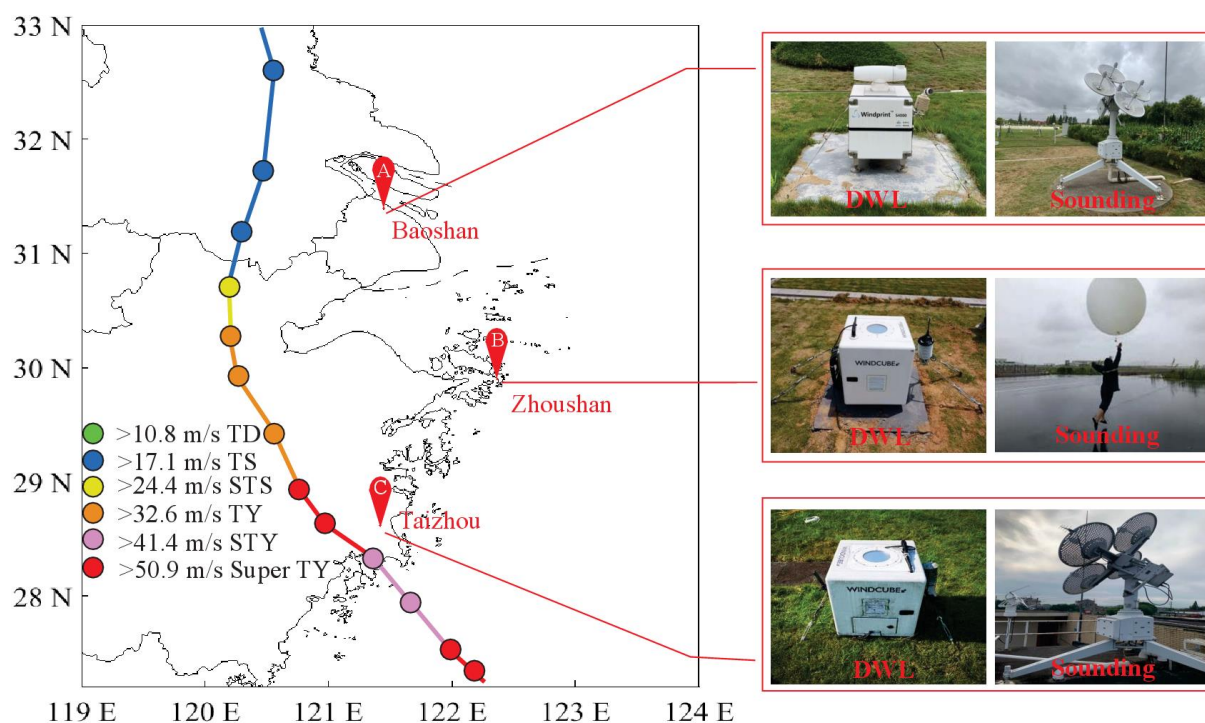 33 N
32 N
31 N
30 N
29 N
28 N
119 E
120 E
121 E
122 E
123 E
124 E
A
Baoshan
B
Zhoushan
C
Taizhou
>10.8 m/s TD
>17.1 m/s TS
>24.4 m/s STS
>32.6 m/s TY
>41.4 m/s STY
>50.9 m/s Super TY
Windprint
DWL
Sounding
WINDCUBE
DWL
Sounding
WINDCUBE
DWL
Sounding